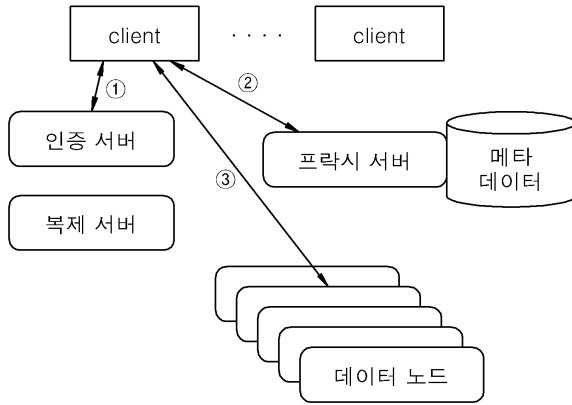 client
· · · ·
client
①
②
인증 서버
프락시 서버
메타
데이터
③
복제 서버
데이터 노드